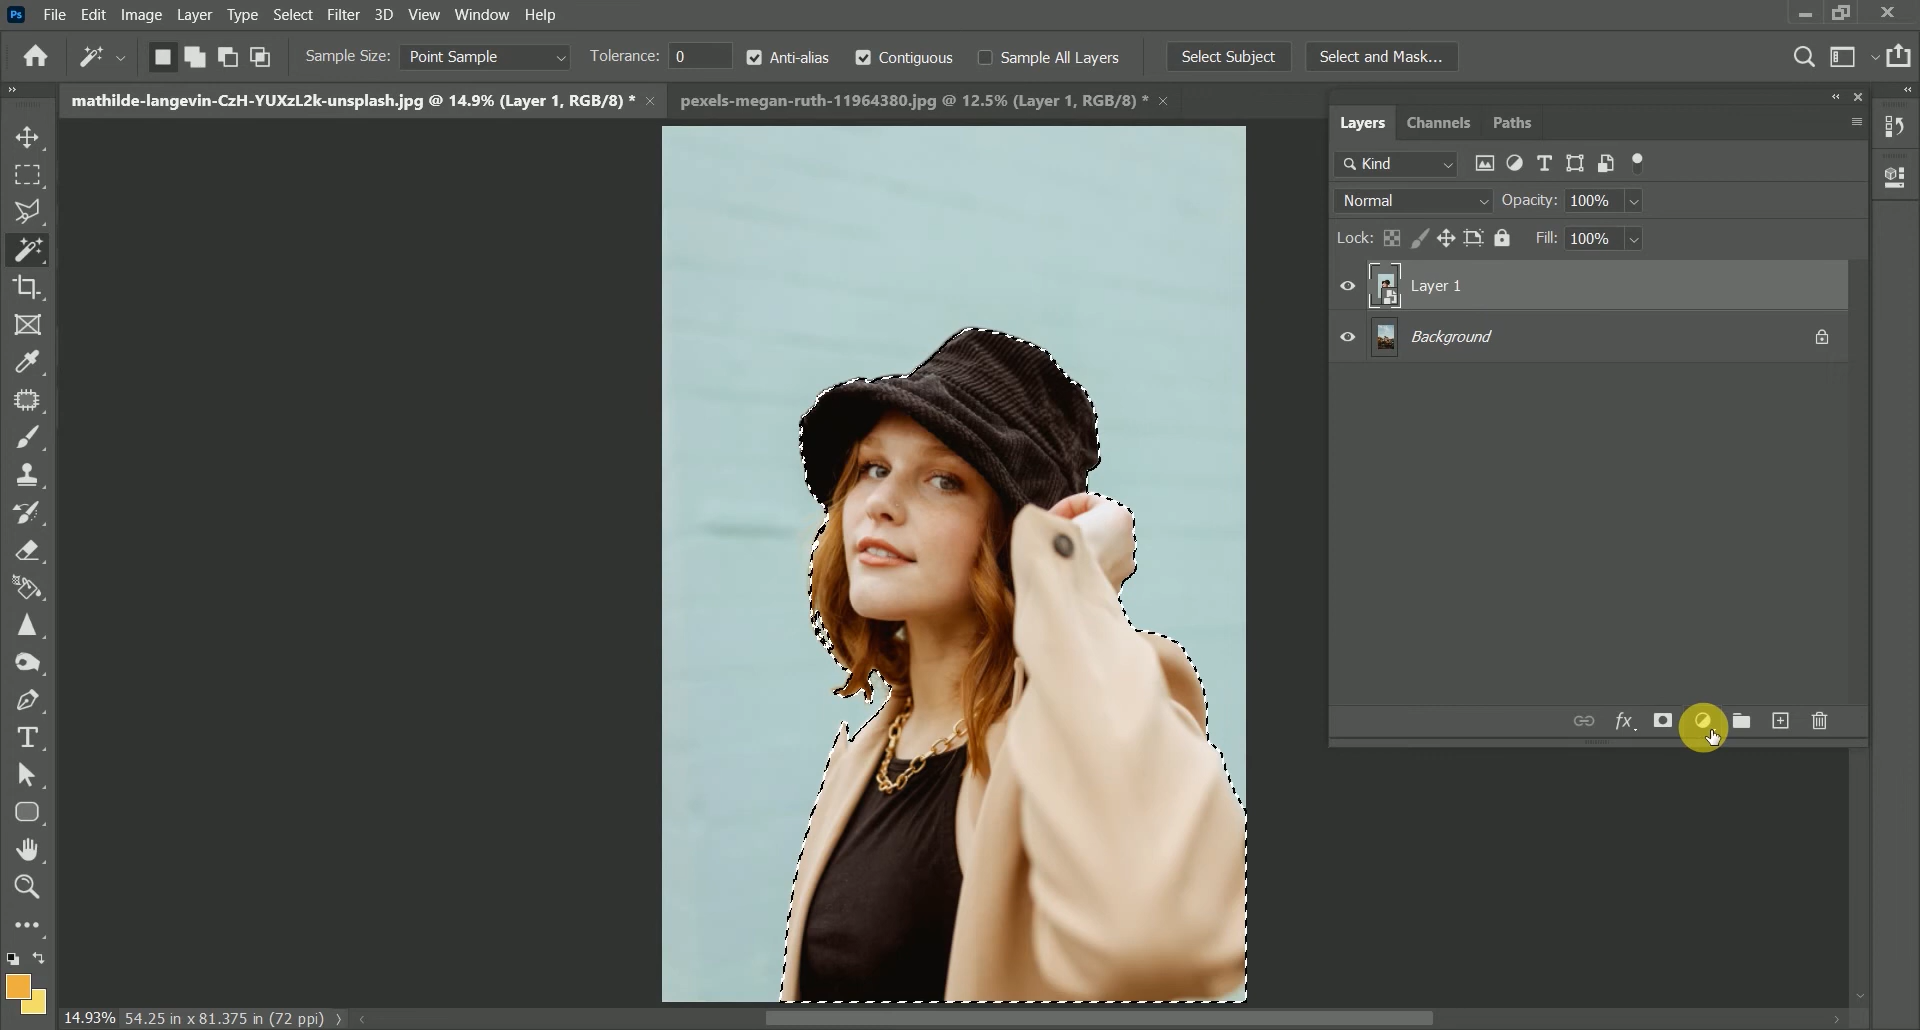 Ps File Edit Image Layer Type Select Filter 3D View Window Help
Sample Size: Point Sample Tolerance: 0 Anti-alias Contiguous Sample All Layers Select Subject Select and Mask...
mathilde-langevin-CzH-YUXzL2k-unsplash.jpg @ 14.9% (Layer 1, RGB/8) * pexels-megan-ruth-11964380.jpg @ 12.5% (Layer 1, RGB/8) *
Layers Channels Paths
Kind
Normal Opacity: 100%
Lock: Fill: 100%
Layer 1
Background
fx
14.93% 54.25 in x 81.375 in (72 ppi)